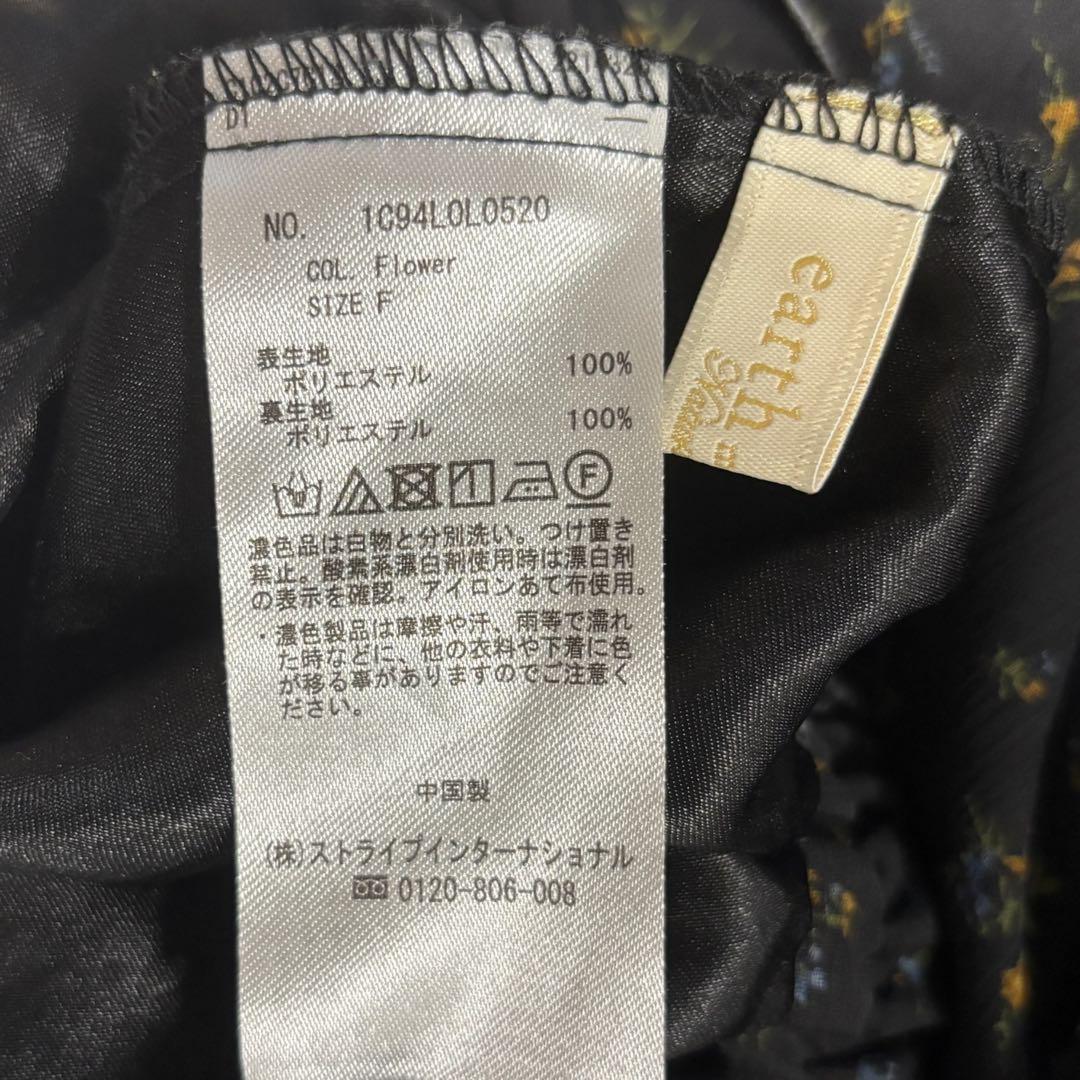 D1
NO. 1C94L0L0520
COL. Flower
SIZE F
表生地
ポリエステル 100%
裏生地
ポリエステル 100%
F
濃色品は白物と分別洗い。つけ置き
禁止。酸素系漂白剤使用時は漂白剤
の表示を確認。アイロンあて布使用。
・濃色製品は摩擦や汗、雨等で濡れ
た時などに、他の衣料や下着に色
が移る事がありますのでご注意く
ださい。
中国製
(株)ストライプインターナショナル
0120-806-008
earth